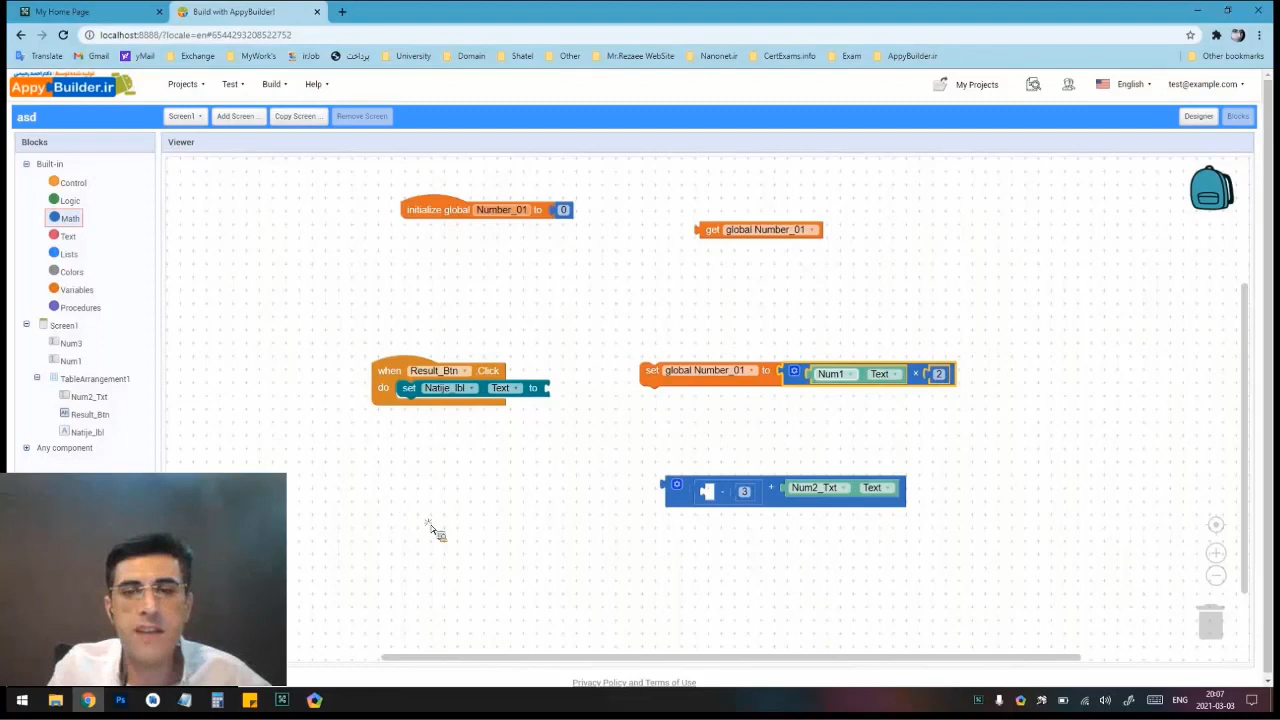 My Home Page
Build with AppyBuilder!
localhost:8888/?locale=en#6544293208522752
Translate
Gmail
yMail
Exchange
MyWork's
irJob
پرداخت
University
Domain
Shatel
Other
Mr.Rezaee WebSite
Nanonet.ir
CertExams.info
Exam
AppyBuilder.ir
Other bookmarks
AppyBuilder.ir
Projects
Test
Build
Help
My Projects
English
test@example.com
asd
Screen1
Add Screen ...
Copy Screen ...
Remove Screen
Designer
Blocks
Blocks
Viewer
Built-in
Control
Logic
Math
Text
Lists
Colors
Variables
Procedures
Screen1
Num3
Num1
TableArrangement1
Num2_Txt
Result_Btn
Natije_lbl
Any component
initialize global Number_01 to 0
get global Number_01
when Result_Btn .Click
do set Natije_lbl . Text to
set global Number_01 to Num1 . Text × 2
- 3 + Num2_Txt . Text
Privacy Policy and Terms of Use
ENG
20:07
2021-03-03